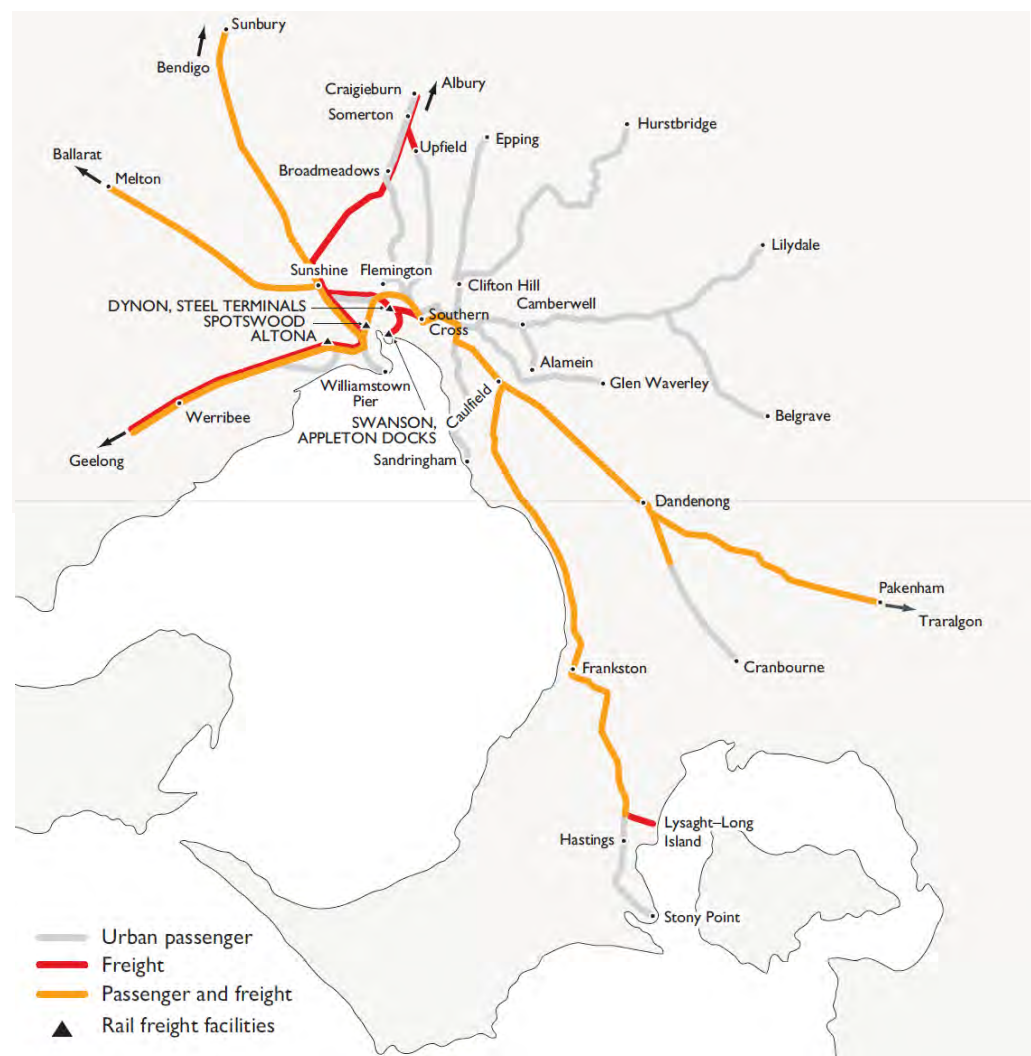 Sunbury
Bendigo
Craigieburn
Albury
Somerton
Hurstbridge
Epping
Upfield
Ballarat
Broadmeadows
Melton
Lilydale
Sunshine
Flemington
Clifton Hill
DYNON, STEEL TERMINALS
Camberwell
Southern
Cross
SPOTSWOOD
ALTONA
Alamein
Williamstown
Pier
Glen Waverley
Caulfield
Werribee
SWANSON,
APPLETON DOCKS
Belgrave
Geelong
Sandringham
Dandenong
Pakenham
Traralgon
Frankston
Cranbourne
Lysaght–Long
Island
Hastings
Stony Point
Urban passenger
Freight
Passenger and freight
Rail freight facilities